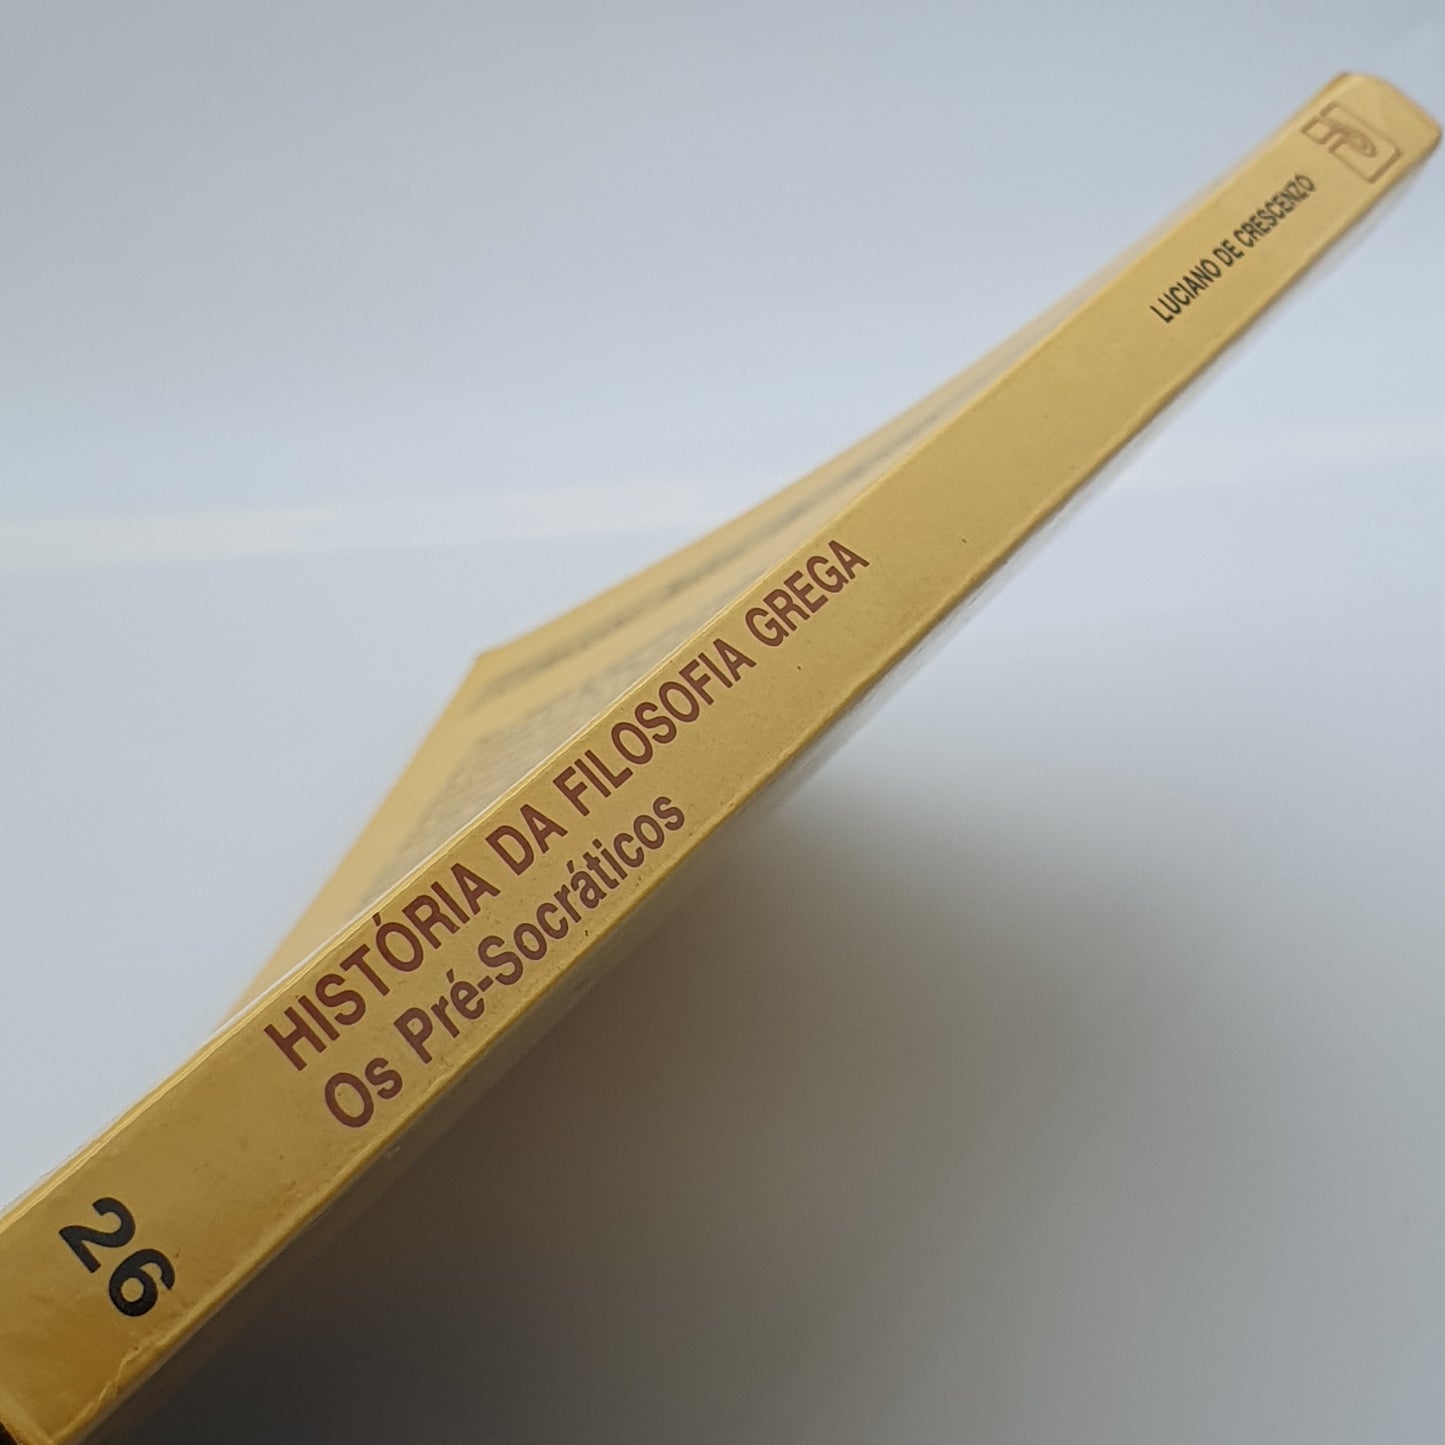 LUCIANO DE CRESCENZO
HISTÓRIA DA FILOSOFIA GREGA
Os Pré-Socráticos
26